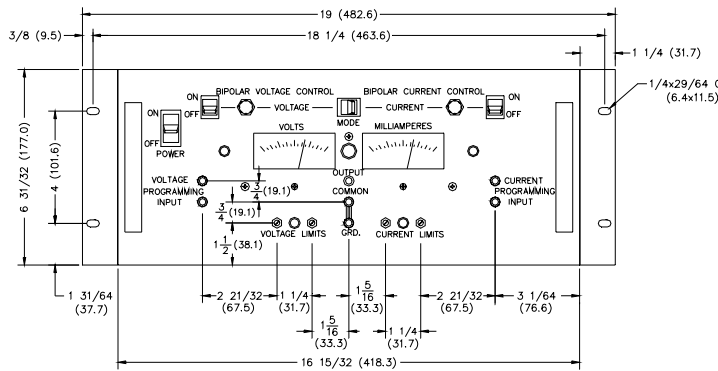 19 (482.6)
3/8 (9.5)
18 1/4 (463.6)
1 1/4 (31.7)
1/4x29/64
(6.4x11.5)
BIPOLAR VOLTAGE CONTROL
BIPOLAR CURRENT CONTROL
ON
OFF
VOLTAGE
MODE
CURRENT
ON
OFF
ON
OFF
POWER
VOLTS
MILLIAMPERES
6 31/32 (177.0)
4 (101.6)
OUTPUT
COMMON
VOLTAGE
PROGRAMMING
INPUT
3/4 (19.1)
3/4 (19.1)
1 1/2 (38.1)
CURRENT
PROGRAMMING
INPUT
VOLTAGE LIMITS
GRD.
CURRENT LIMITS
1 31/64
(37.7)
2 21/32
(67.5)
1 1/4
(31.7)
1 5/16
(33.3)
2 21/32
(67.5)
3 1/64
(76.6)
1 5/16
(33.3)
1 1/4
(31.7)
16 15/32 (418.3)